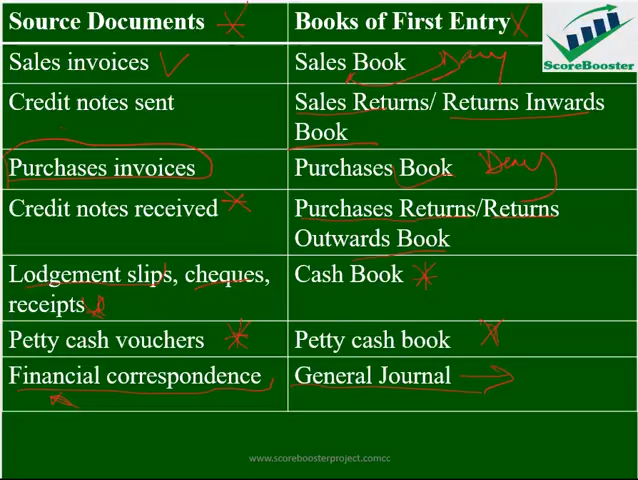 Source Documents
Books of First Entry
ScoreBooster
Sales invoices
Sales Book
Day
Credit notes sent
Sales Returns/ Returns Inwards
Book
Purchases invoices
Purchases Book
Day
Credit notes received
Purchases Returns/Returns
Outwards Book
Lodgement slips, cheques,
receipts
Cash Book
Petty cash vouchers
Petty cash book
Financial correspondence
General Journal
www.scoreboosterproject.comcc